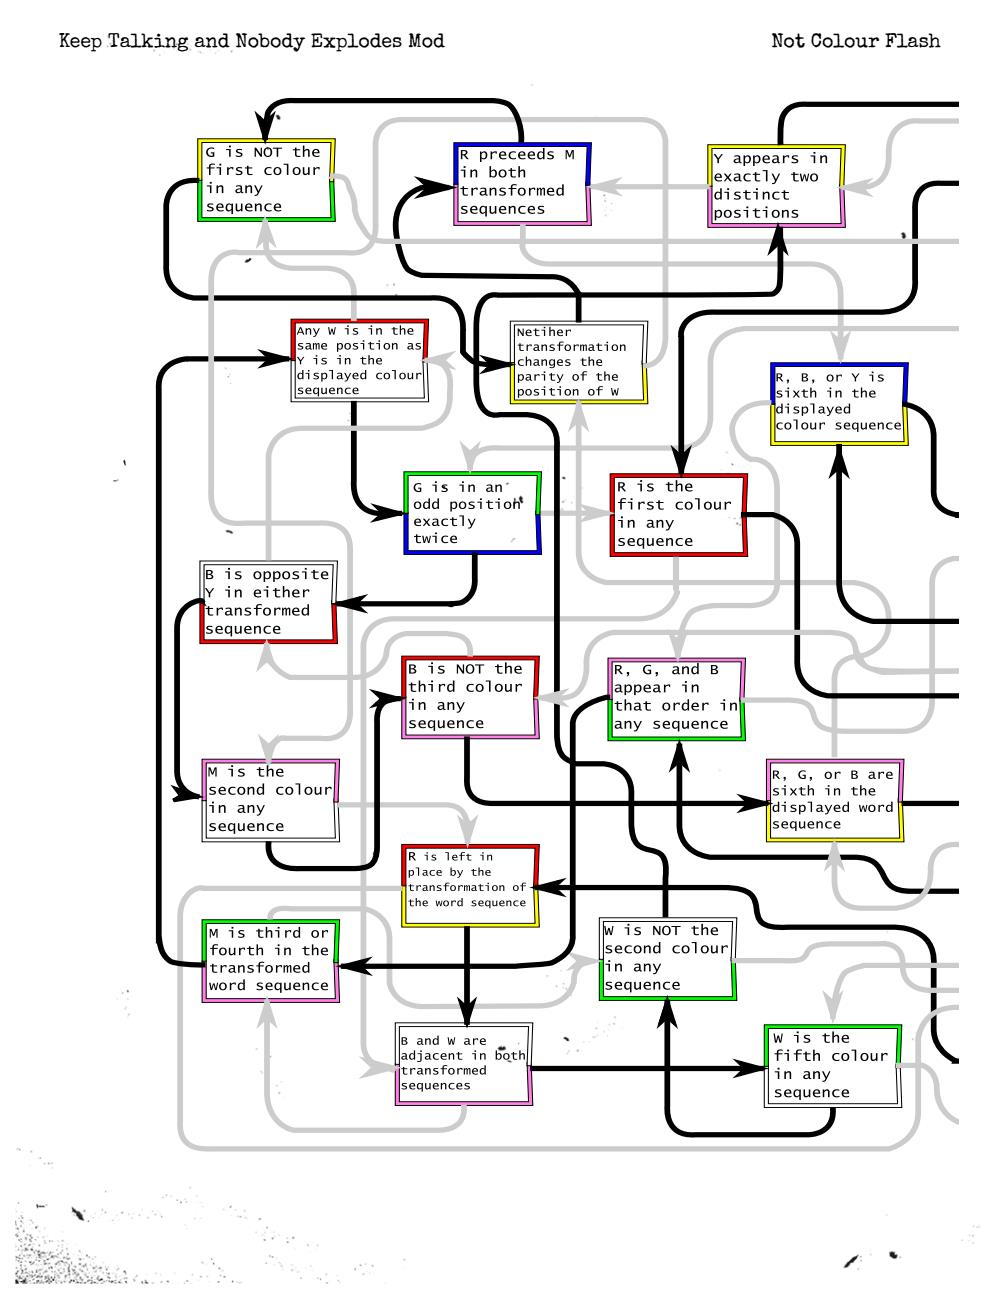 Keep Talking and Nobody Explodes Mod
Not Colour Flash
G is NOT the
first colour
in any
sequence
R preceeds M
in both
transformed
sequences
Y appears in
exactly two
distinct
positions
Any W is in the
same position as
Y is in the
displayed colour
sequence
Netiher
transformation
changes the
parity of the
position of W
R, B, or Y is
sixth in the
displayed
colour sequence
G is in an
odd position
exactly
twice
R is the
first colour
in any
sequence
B is opposite
Y in either
transformed
sequence
B is NOT the
third colour
in any
sequence
R, G, and B
appear in
that order in
any sequence
M is the
second colour
in any
sequence
R, G, or B are
sixth in the
displayed word
sequence
R is left in
place by the
transformation of
the word sequence
M is third or
fourth in the
transformed
word sequence
W is NOT the
second colour
in any
sequence
B and W are
adjacent in both
transformed
sequences
W is the
fifth colour
in any
sequence